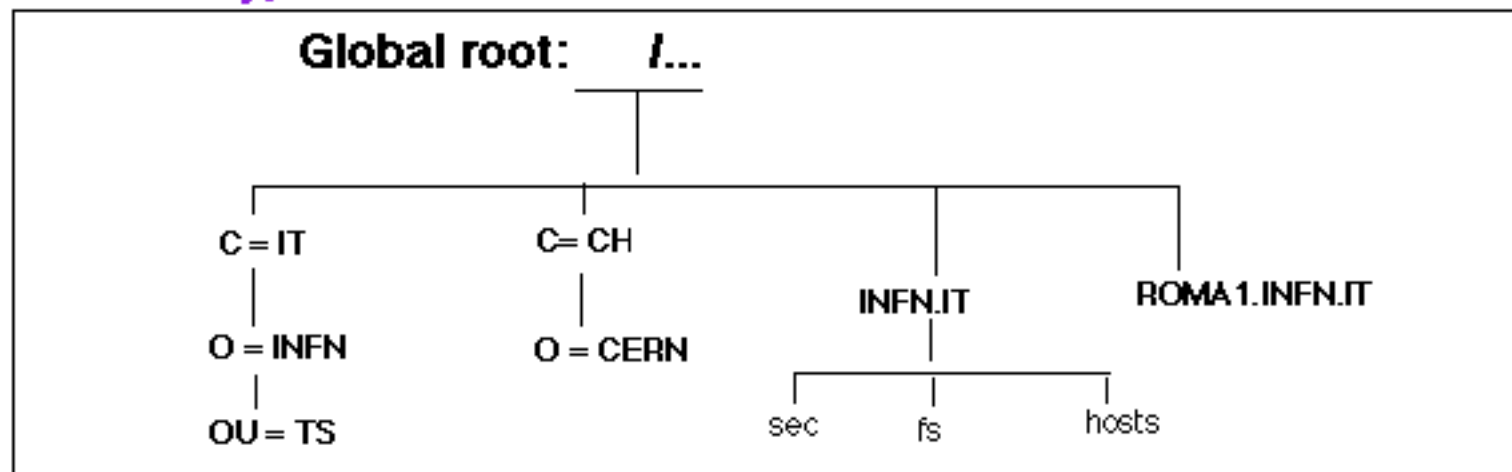 Global root: /...
C = IT
C= CH
INFN.IT
ROMA1.INFN.IT
O = INFN
O = CERN
OU = TS
sec
fs
hosts